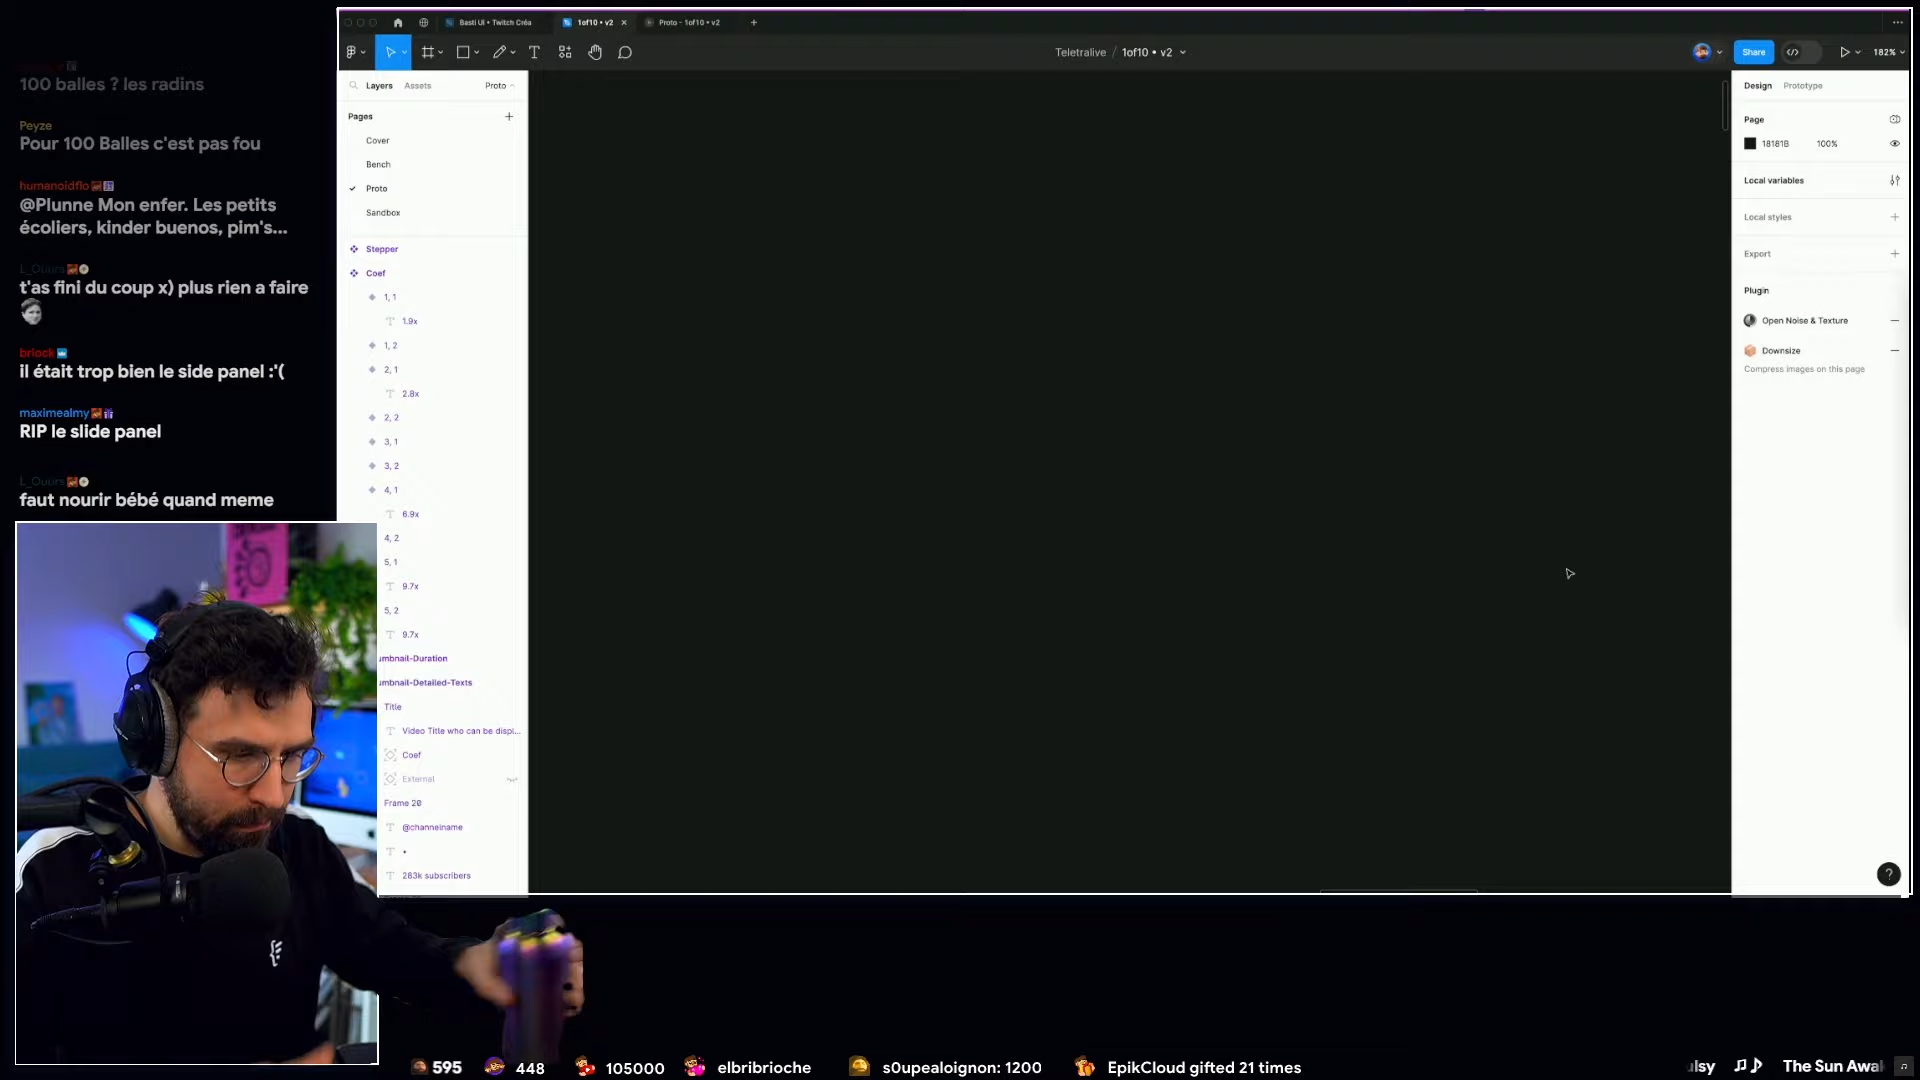 100 balles ? les radins
Peyze
Pour 100 Balles c'est pas fou
humanoidflo
@Plunne Mon enfer. Les petits
écoliers, kinder buenos, pim's...
L_Ouurs
t'as fini du coup x) plus rien a faire
briock
il était trop bien le side panel :'(
maximealmy
RIP le slide panel
L_Ouurs
faut nourir bébé quand meme
Basti Ui • Twitch Créa
1of10 • v2
Proto - 1of10 • v2
Teletralive / 1of10 • v2
Share
182%
Layers
Assets
Proto
Pages
Cover
Bench
Proto
Sandbox
Stepper
Coef
1, 1
1.9x
1, 2
2, 1
2.8x
2, 2
3, 1
3, 2
4, 1
6.9x
4, 2
5, 1
9.7x
5, 2
9.7x
umbnail-Duration
umbnail-Detailed-Texts
Title
Video Title who can be displ...
Coef
External
Frame 20
@channelname
•
283k subscribers
Design
Prototype
Page
18181B
100%
Local variables
Local styles
Export
Plugin
Open Noise & Texture
Downsize
Compress images on this page
?
595
448
105000
elbribrioche
s0upealoignon: 1200
EpikCloud gifted 21 times
ulsy
The Sun Awa